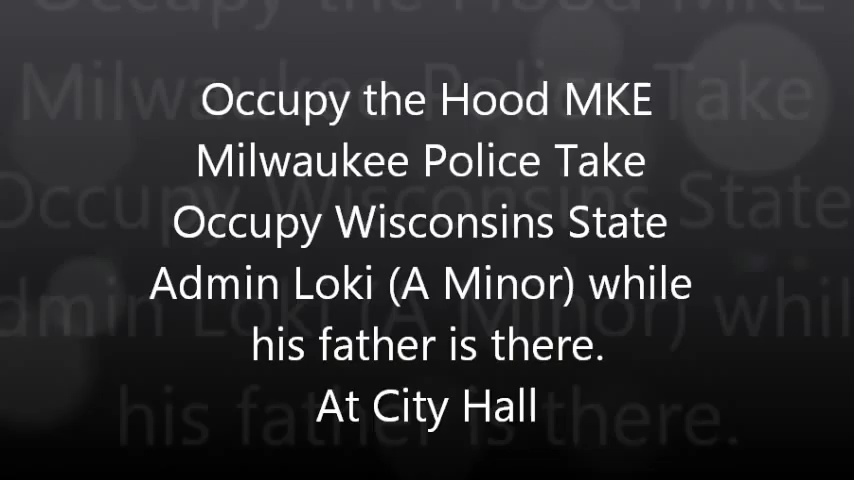 Occupy the Hood MKE
Milwaukee Police Take
Occupy Wisconsins State
Admin Loki (A Minor) while
his father is there.
At City Hall